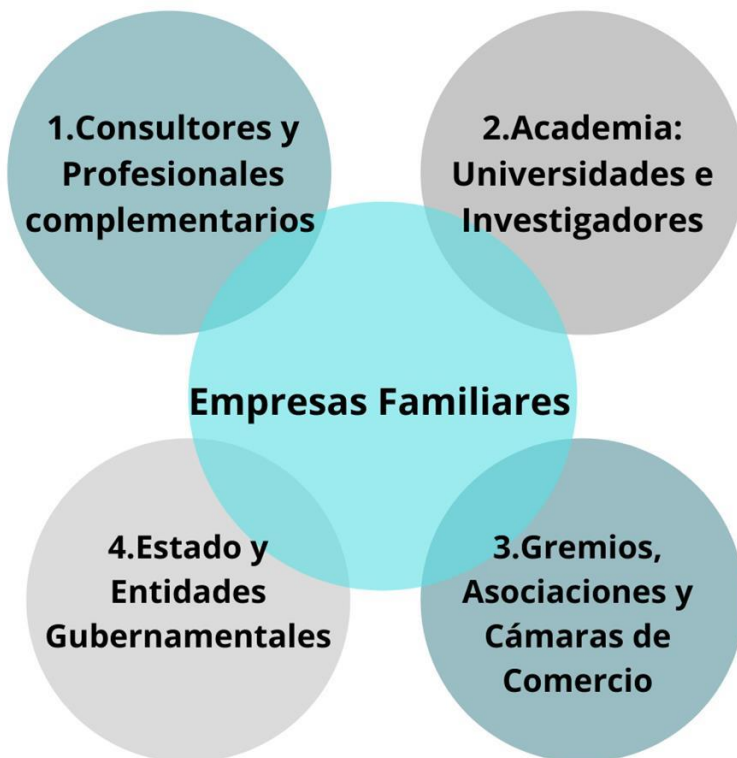 1.Consultores y
Profesionales
complementarios
2.Academia:
Universidades e
Investigadores
Empresas Familiares
4.Estado y
Entidades
Gubernamentales
3.Gremios,
Asociaciones y
Cámaras de
Comercio